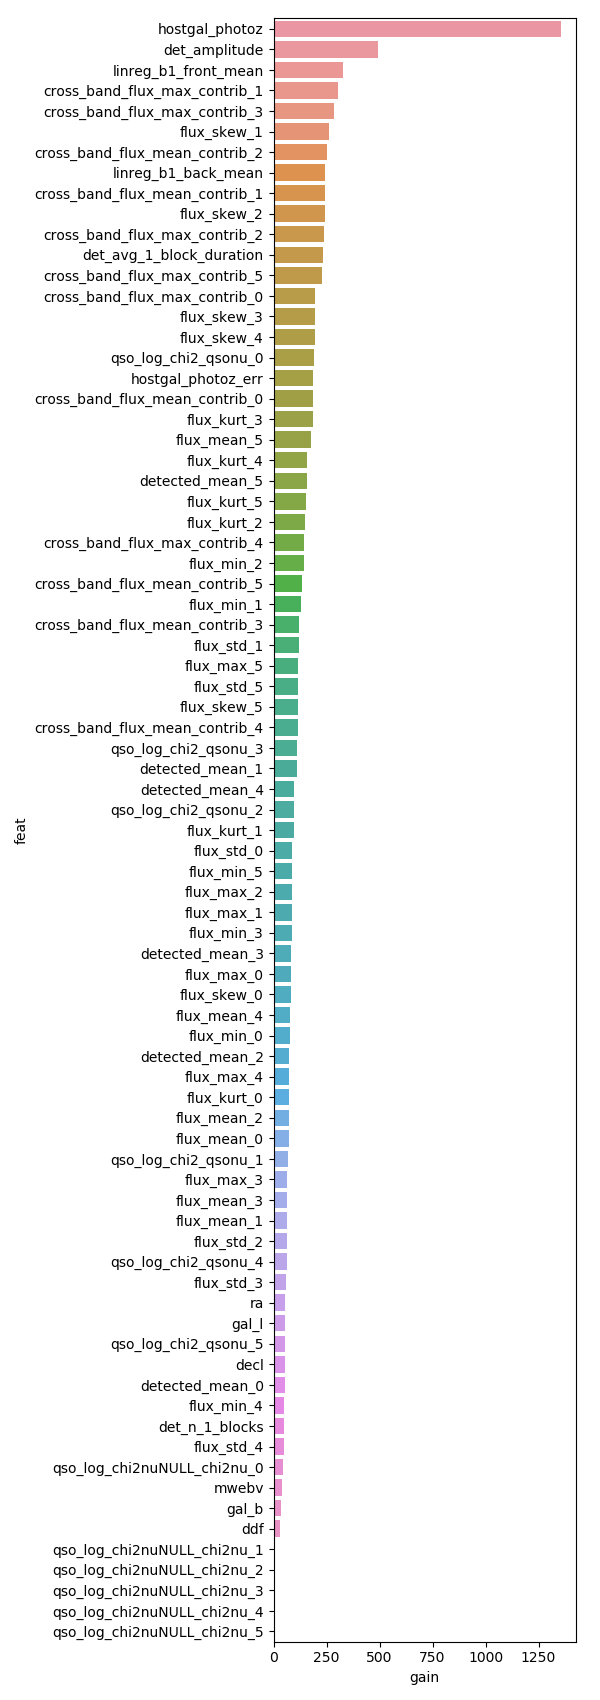 hostgal_photoz
det_amplitude
linreg_b1_front_mean
cross_band_flux_max_contrib_1
cross_band_flux_max_contrib_3
flux_skew_1
cross_band_flux_mean_contrib_2
linreg_b1_back_mean
cross_band_flux_mean_contrib_1
flux_skew_2
cross_band_flux_max_contrib_2
det_avg_1_block_duration
cross_band_flux_max_contrib_5
cross_band_flux_max_contrib_0
flux_skew_3
flux_skew_4
qso_log_chi2_qsonu_0
hostgal_photoz_err
cross_band_flux_mean_contrib_0
flux_kurt_3
flux_mean_5
flux_kurt_4
detected_mean_5
flux_kurt_5
flux_kurt_2
cross_band_flux_max_contrib_4
flux_min_2
cross_band_flux_mean_contrib_5
flux_min_1
cross_band_flux_mean_contrib_3
flux_std_1
flux_max_5
flux_std_5
flux_skew_5
cross_band_flux_mean_contrib_4
qso_log_chi2_qsonu_3
detected_mean_1
detected_mean_4
qso_log_chi2_qsonu_2
flux_kurt_1
flux_std_0
flux_min_5
flux_max_2
flux_max_1
flux_min_3
detected_mean_3
flux_max_0
flux_skew_0
flux_mean_4
flux_min_0
detected_mean_2
flux_max_4
flux_kurt_0
flux_mean_2
flux_mean_0
qso_log_chi2_qsonu_1
flux_max_3
flux_mean_3
flux_mean_1
flux_std_2
qso_log_chi2_qsonu_4
flux_std_3
ra
gal_l
qso_log_chi2_qsonu_5
decl
detected_mean_0
flux_min_4
det_n_1_blocks
flux_std_4
qso_log_chi2nuNULL_chi2nu_0
mwebv
gal_b
ddf
qso_log_chi2nuNULL_chi2nu_1
qso_log_chi2nuNULL_chi2nu_2
qso_log_chi2nuNULL_chi2nu_3
qso_log_chi2nuNULL_chi2nu_4
qso_log_chi2nuNULL_chi2nu_5
feat
0 250 500 750 1000 1250
gain